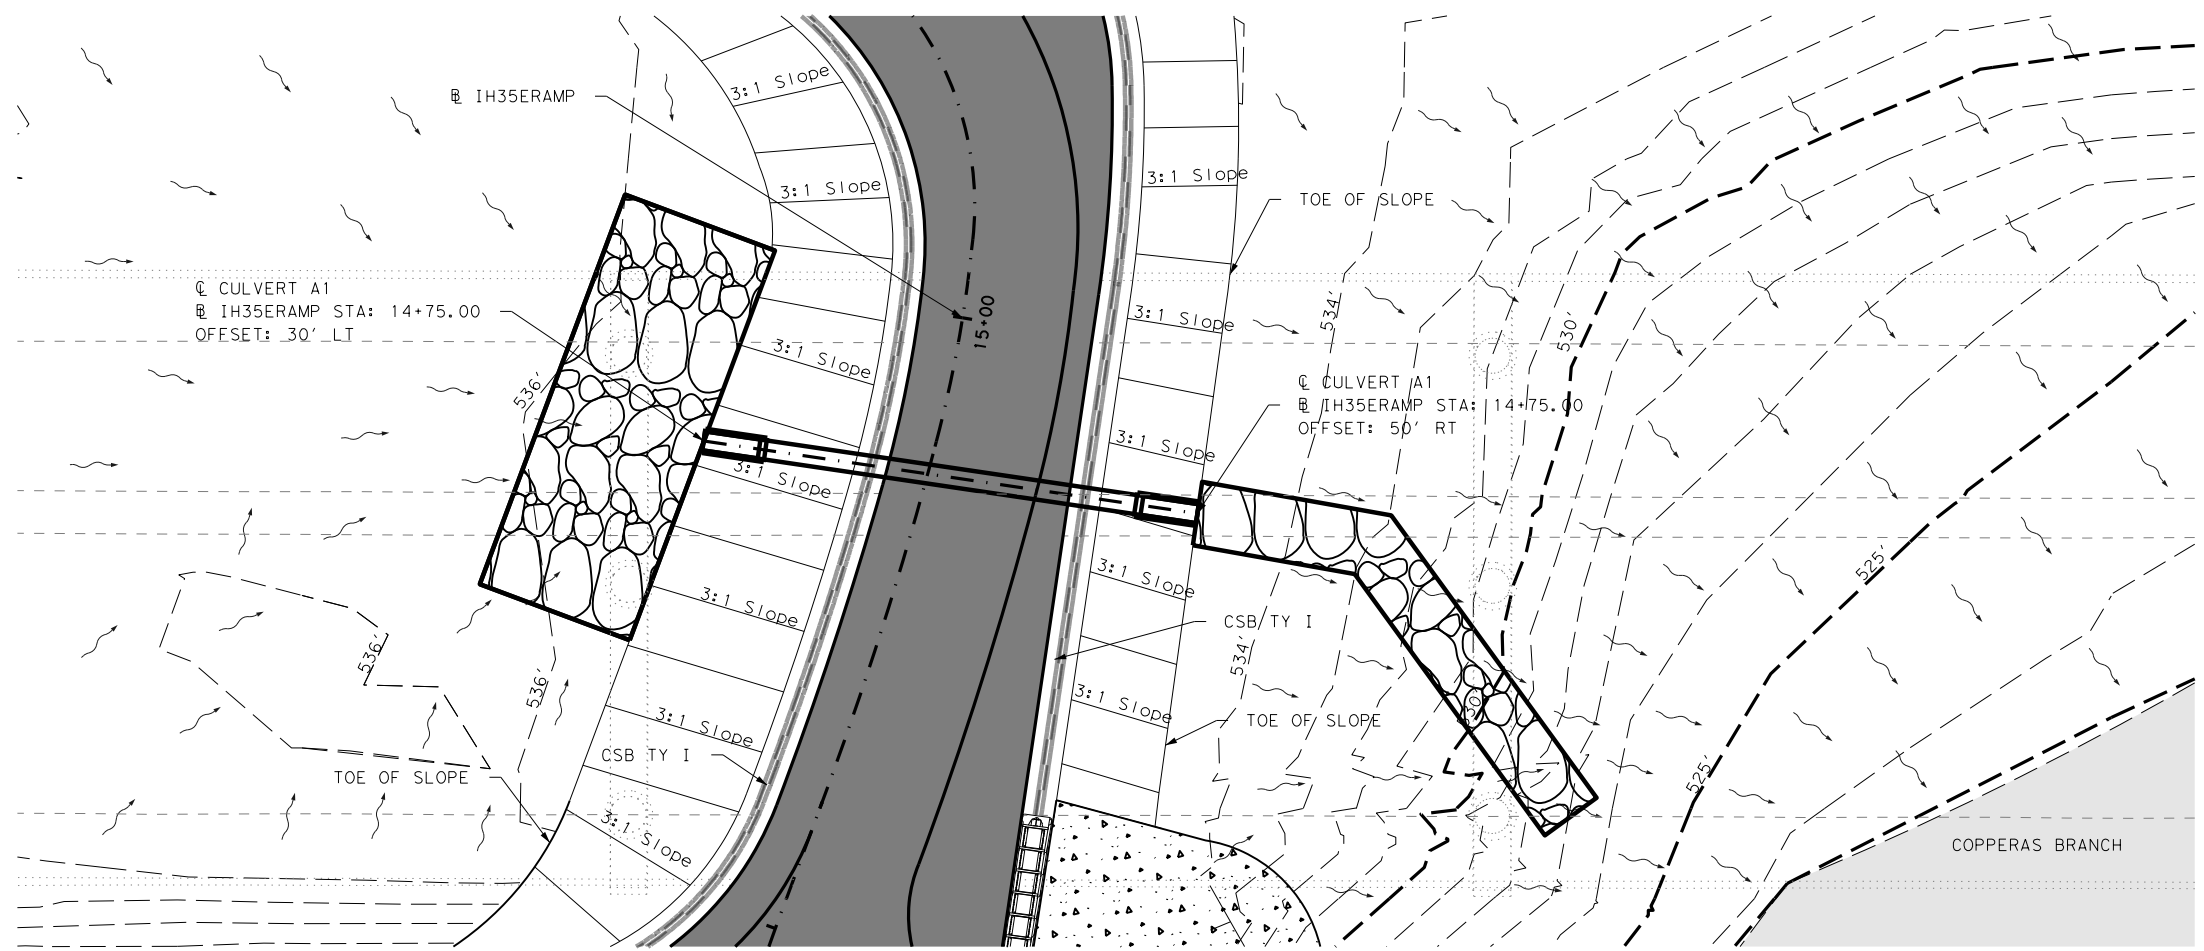 3:1 Slope
℄ IH35ERAMP
3:1 Slope
3:1 Slope
3:1 Slope
TOE OF SLOPE
℄ CULVERT A1
℄ IH35ERAMP STA: 14+75.00
OFFSET: 30' LT
15+00
534'
530'
3:1 Slope
3:1 Slope
536'
℄ CULVERT A1
℄ IH35ERAMP STA: 14+75.00
OFFSET: 50' RT
3:1 Slope
3:1 Slope
525'
3:1 Slope
3:1 Slope
CSB TY I
536'
534'
536'
3:1 Slope
530'
3:1 Slope
TOE OF SLOPE
CSB TY I
TOE OF SLOPE
525'
3:1 Slope
COPPERAS BRANCH